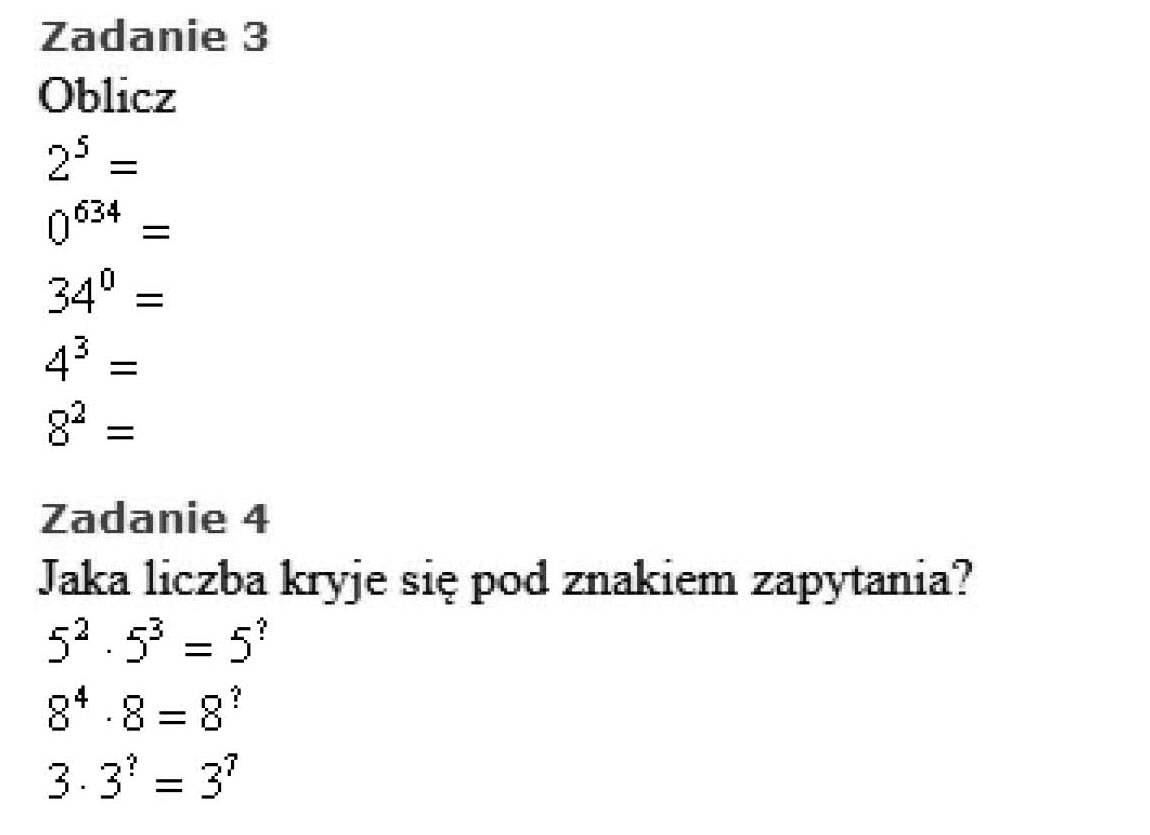 Zadanie 3
Oblicz
2⁵ =
0⁶³⁴ =
34⁰ =
4³ =
8² =
Zadanie 4
Jaka liczba kryje się pod znakiem zapytania?
5² · 5³ = 5^?
8⁴ · 8 = 8^?
3 · 3^? = 3⁷